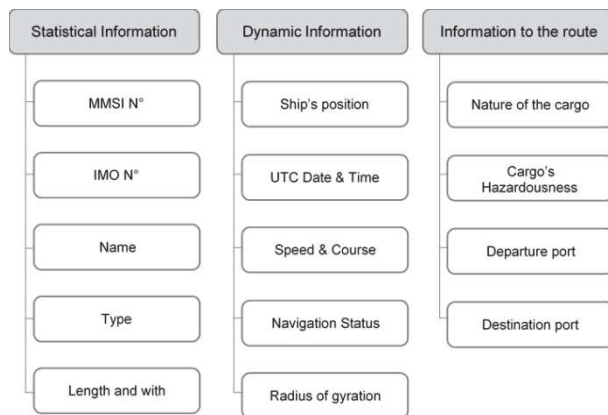 Statistical Information
MMSI N°
IMO N°
Name
Type
Length and with
Dynamic Information
Ship's position
UTC Date & Time
Speed & Course
Navigation Status
Radius of gyration
Information to the route
Nature of the cargo
Cargo's
Hazardousness
Departure port
Destination port